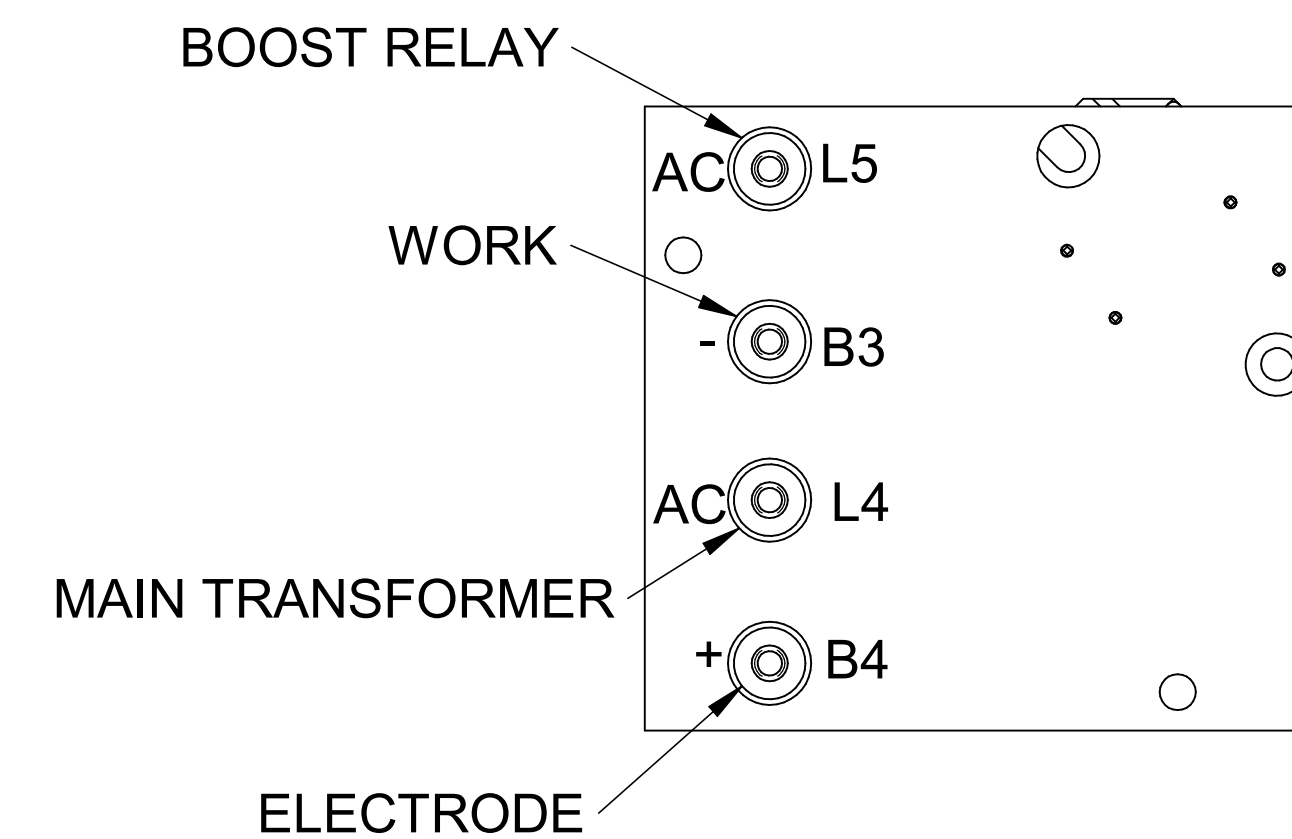 BOOST RELAY
AC L5
WORK
- B3
AC L4
MAIN TRANSFORMER
+ B4
ELECTRODE